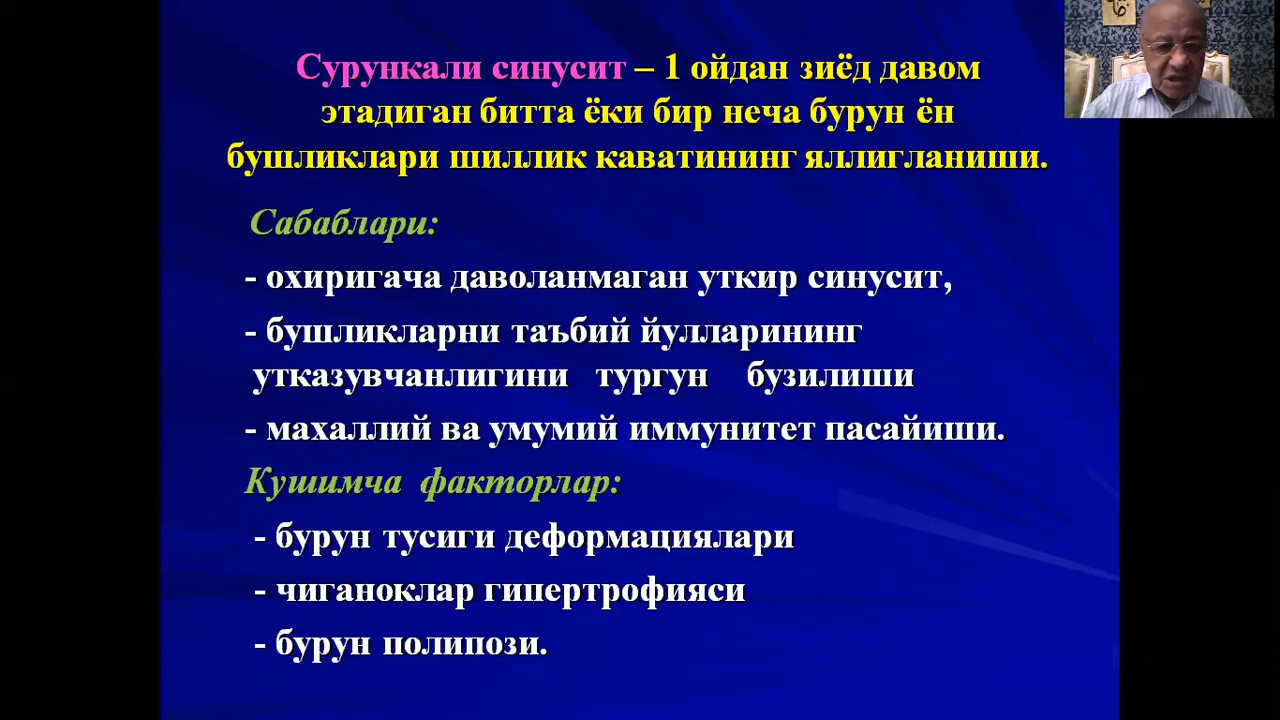 Сурункали синусит – 1 ойдан зиёд давом
этадиган битта ёки бир неча бурун ён
бушликлари шиллик каватининг яллигланиши.
Сабаблари:
- охиригача даволанмаган уткир синусит,
- бушликларни таъбий йулларининг
утказувчанлигини тургун бузилиши
- махаллий ва умумий иммунитет пасайиши.
Кушимча факторлар:
- бурун тусиги деформациялари
- чиганоклар гипертрофияси
- бурун полипози.